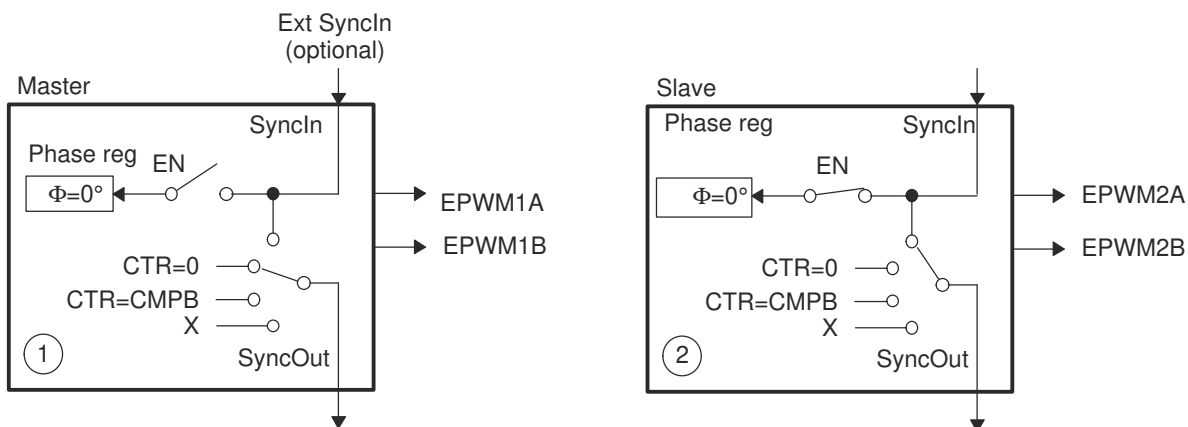 Ext SyncIn
(optional)
Master
SyncIn
Phase reg
EN
Φ=0°
EPWM1A
EPWM1B
CTR=0
CTR=CMPB
X
1
SyncOut
Slave
Phase reg
SyncIn
EN
Φ=0°
EPWM2A
EPWM2B
CTR=0
CTR=CMPB
X
2
SyncOut